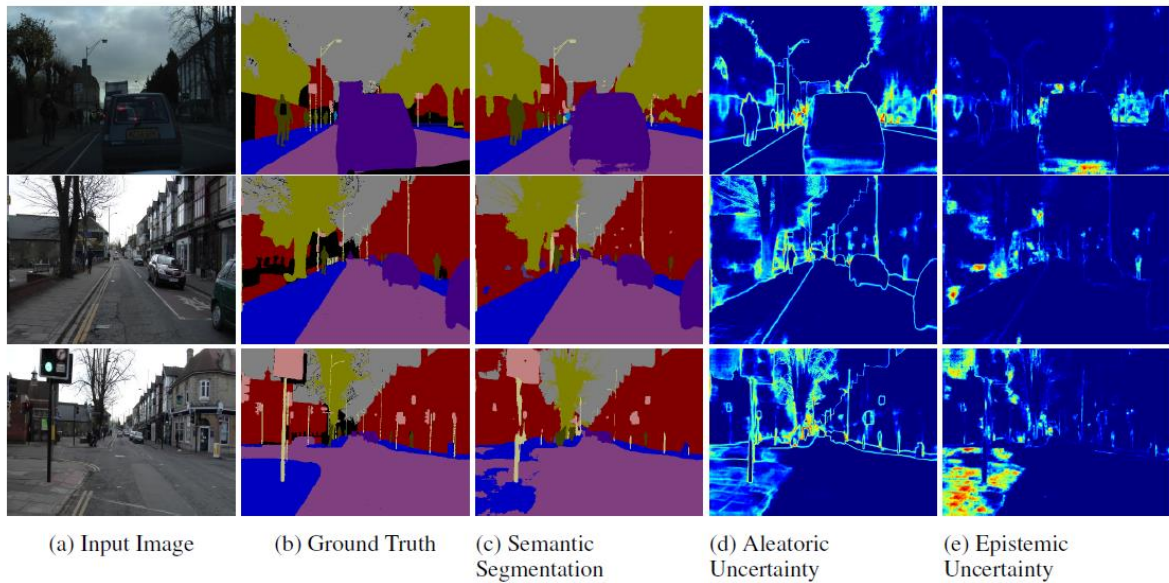 (a) Input Image
(b) Ground Truth
(c) Semantic
Segmentation
(d) Aleatoric
Uncertainty
(e) Epistemic
Uncertainty